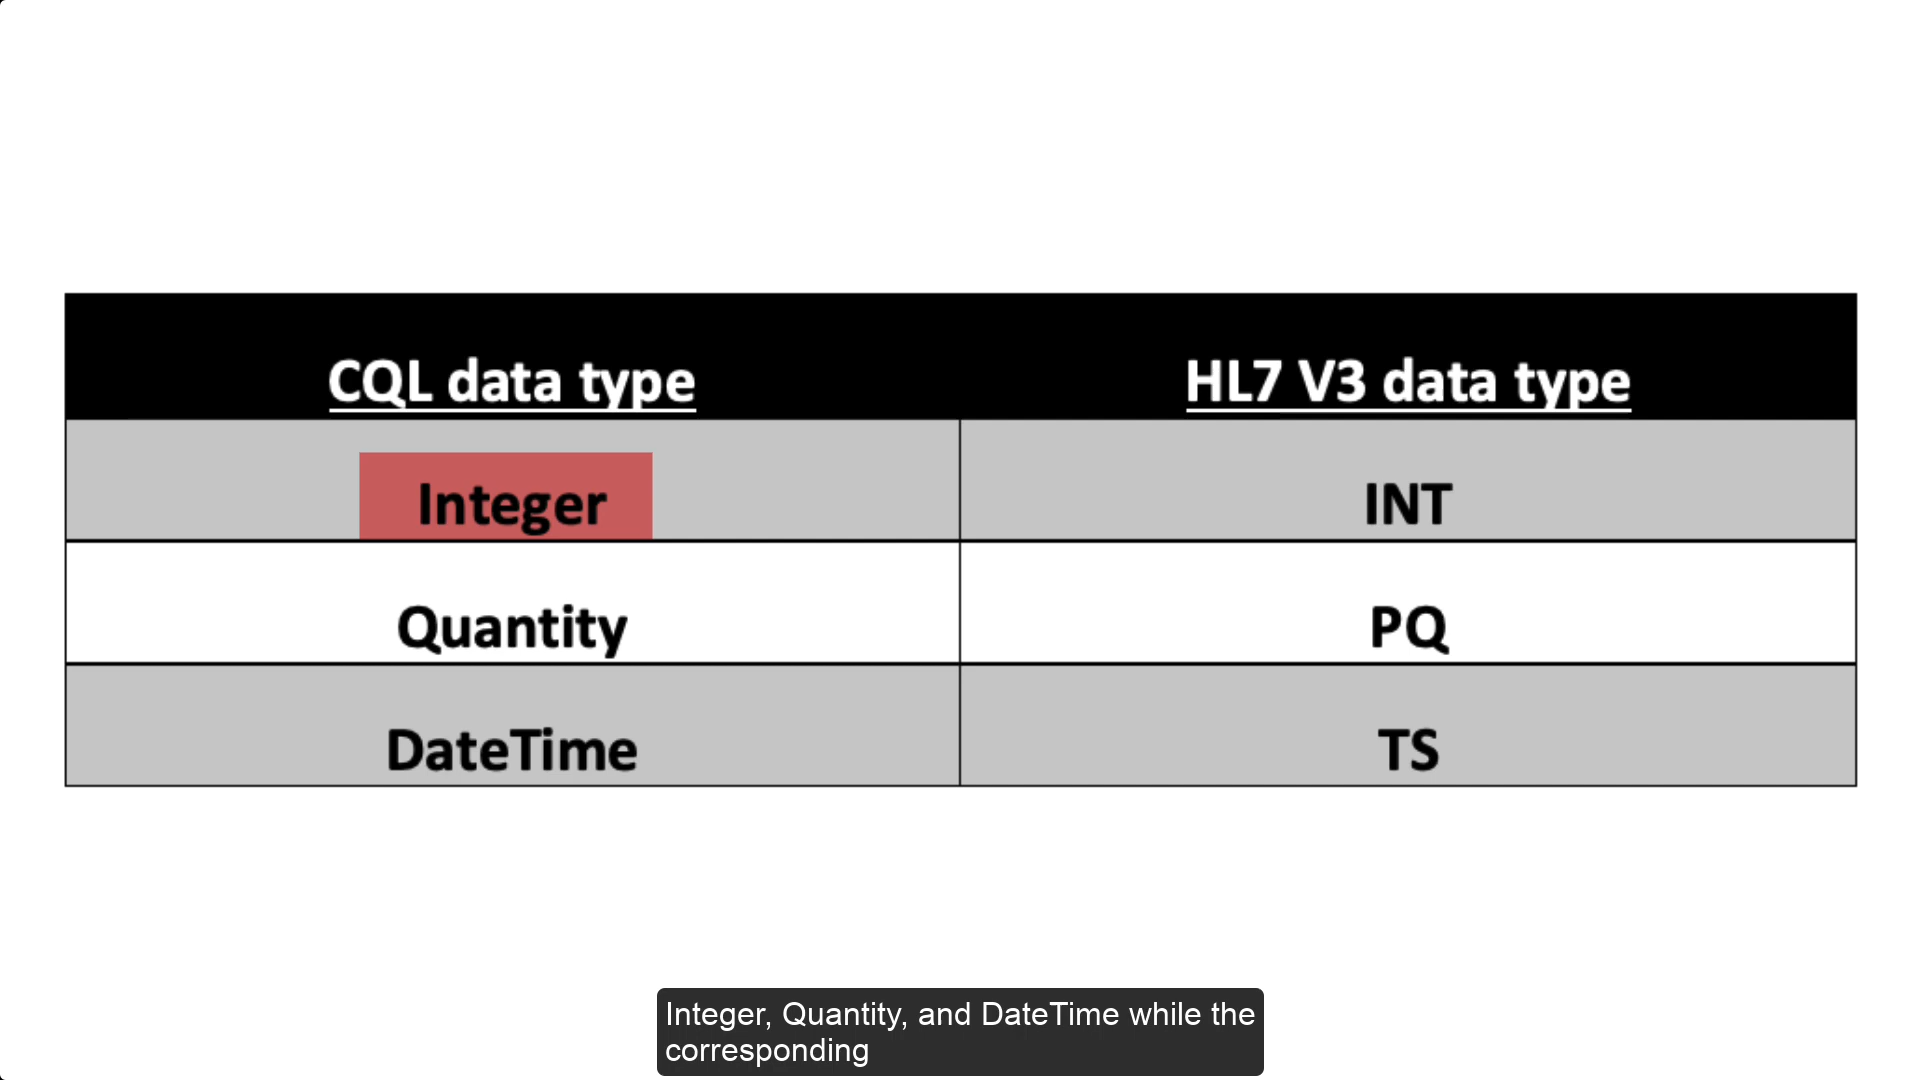 CQL data type HL7 V3 data type
Integer INT
Quantity PQ
DateTime TS
Integer, Quantity, and DateTime while the
corresponding